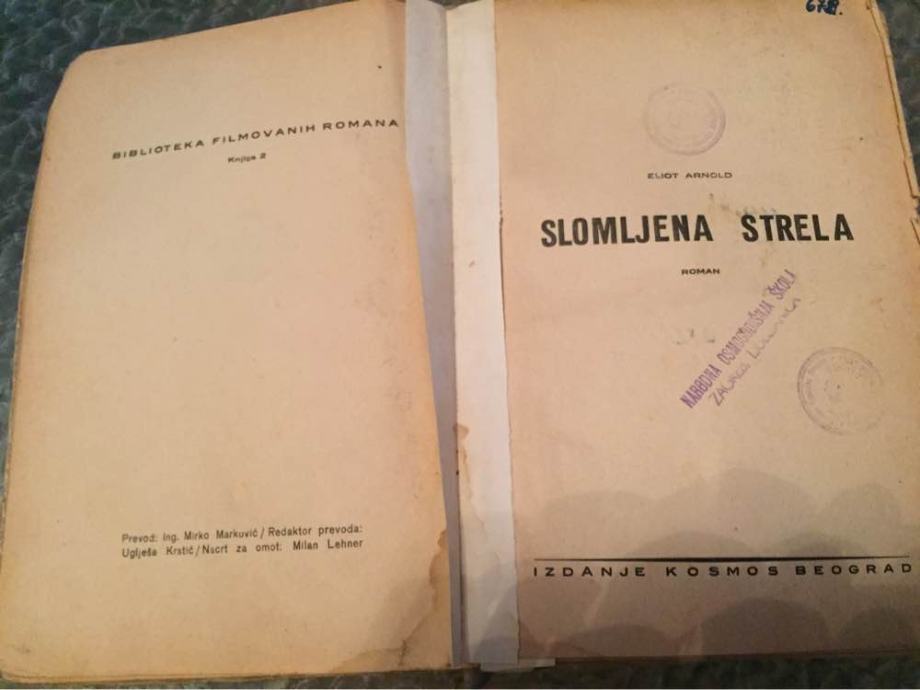 BIBLIOTEKA FILMOVANIH ROMANA
Knjiga 2
Prevod: Ing. Mirko Marković / Redaktor prevoda:
Uglješa Krstić / Nacrt za omot: Milan Lehner
ELIOT ARNOLD
SLOMLJENA STRELA
ROMAN
NARODNA OSMOGODIŠNJA ŠKOLA
IZDANJE KOSMOS BEOGRAD